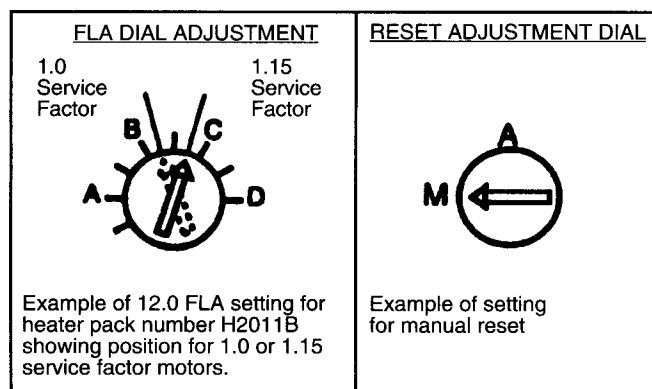 FLA DIAL ADJUSTMENT
1.0
Service
Factor
1.15
Service
Factor
B
C
A
D
Example of 12.0 FLA setting for
heater pack number H2011B
showing position for 1.0 or 1.15
service factor motors.
RESET ADJUSTMENT DIAL
A
M
Example of setting
for manual reset